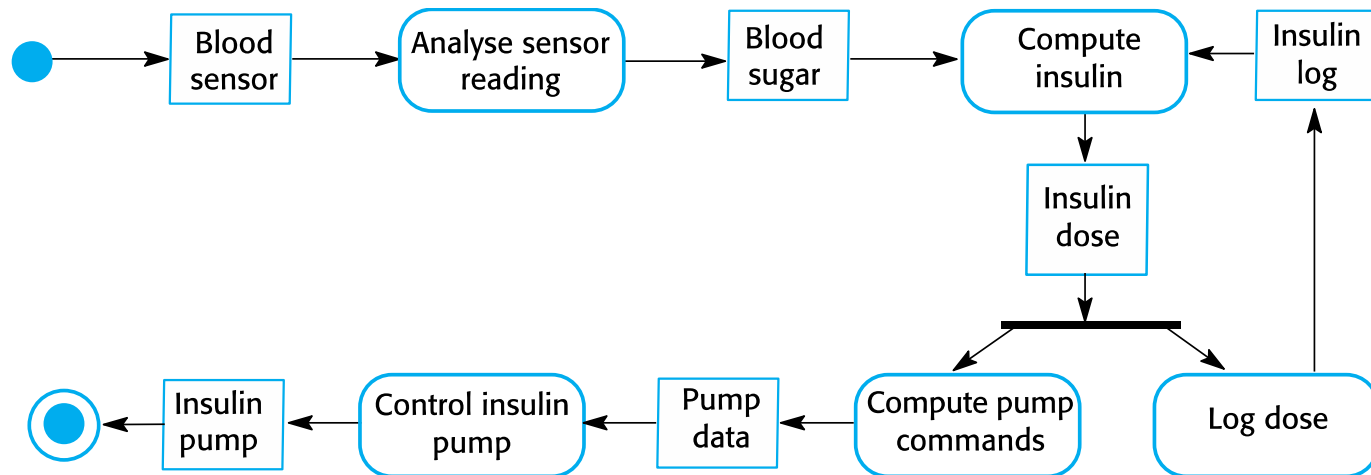 Blood
sensor
Analyse sensor
reading
Blood
sugar
Compute
insulin
Insulin
log
Insulin
dose
Insulin
pump
Control insulin
pump
Pump
data
Compute pump
commands
Log dose